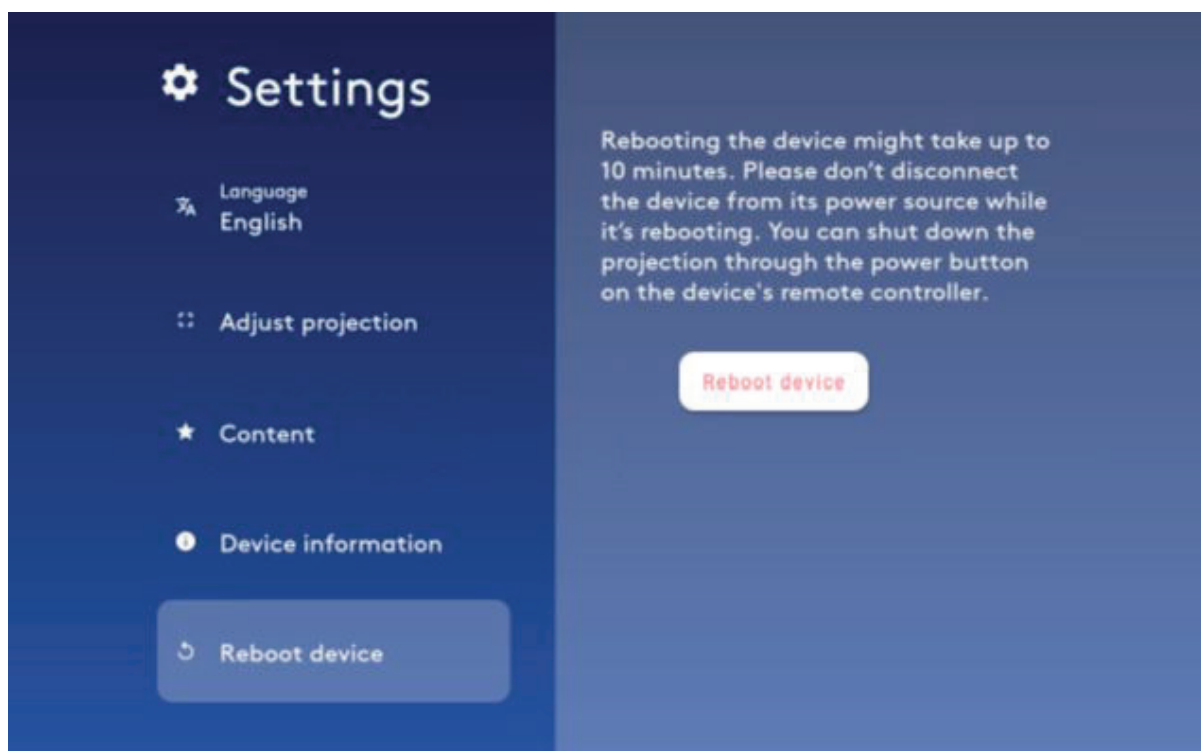 Settings
Language
English
Adjust projection
Content
Device information
Reboot device
Rebooting the device might take up to
10 minutes. Please don't disconnect
the device from its power source while
it's rebooting. You can shut down the
projection through the power button
on the device's remote controller.
Reboot device